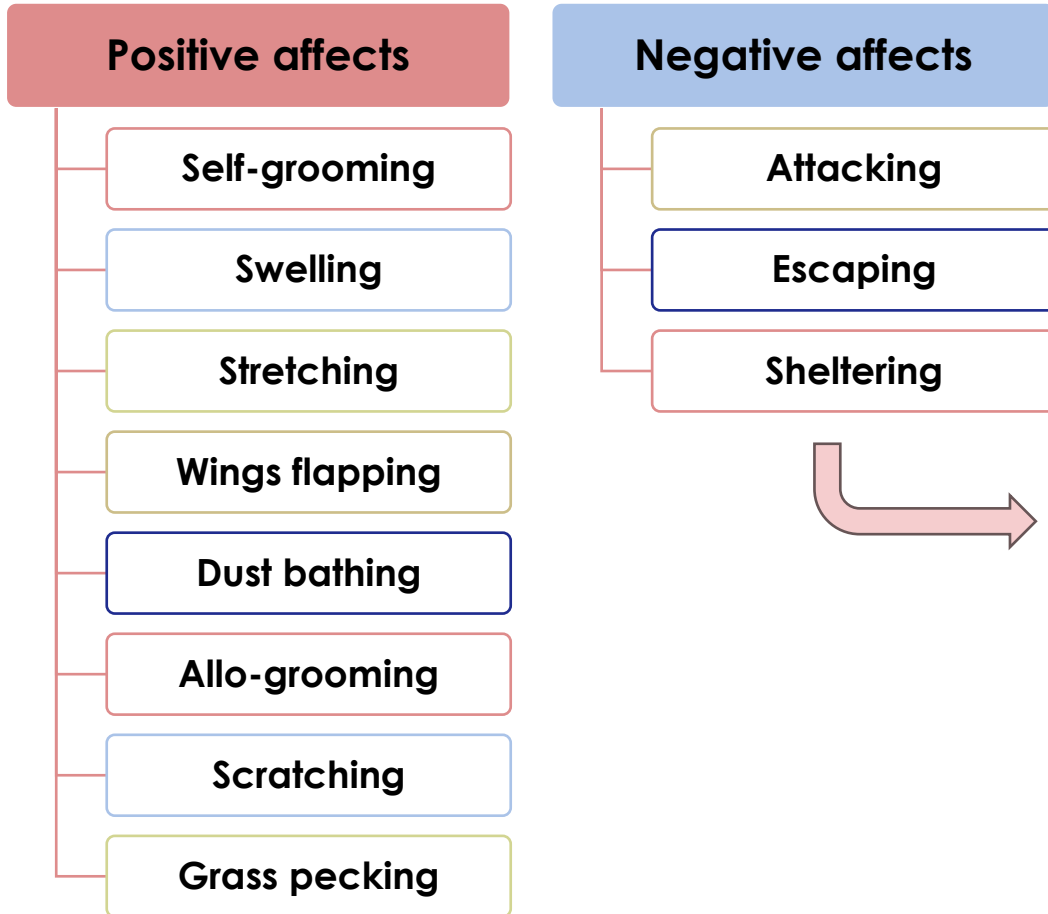 Positive affects
Self-grooming
Swelling
Stretching
Wings flapping
Dust bathing
Allo-grooming
Scratching
Grass pecking
Negative affects
Attacking
Escaping
Sheltering